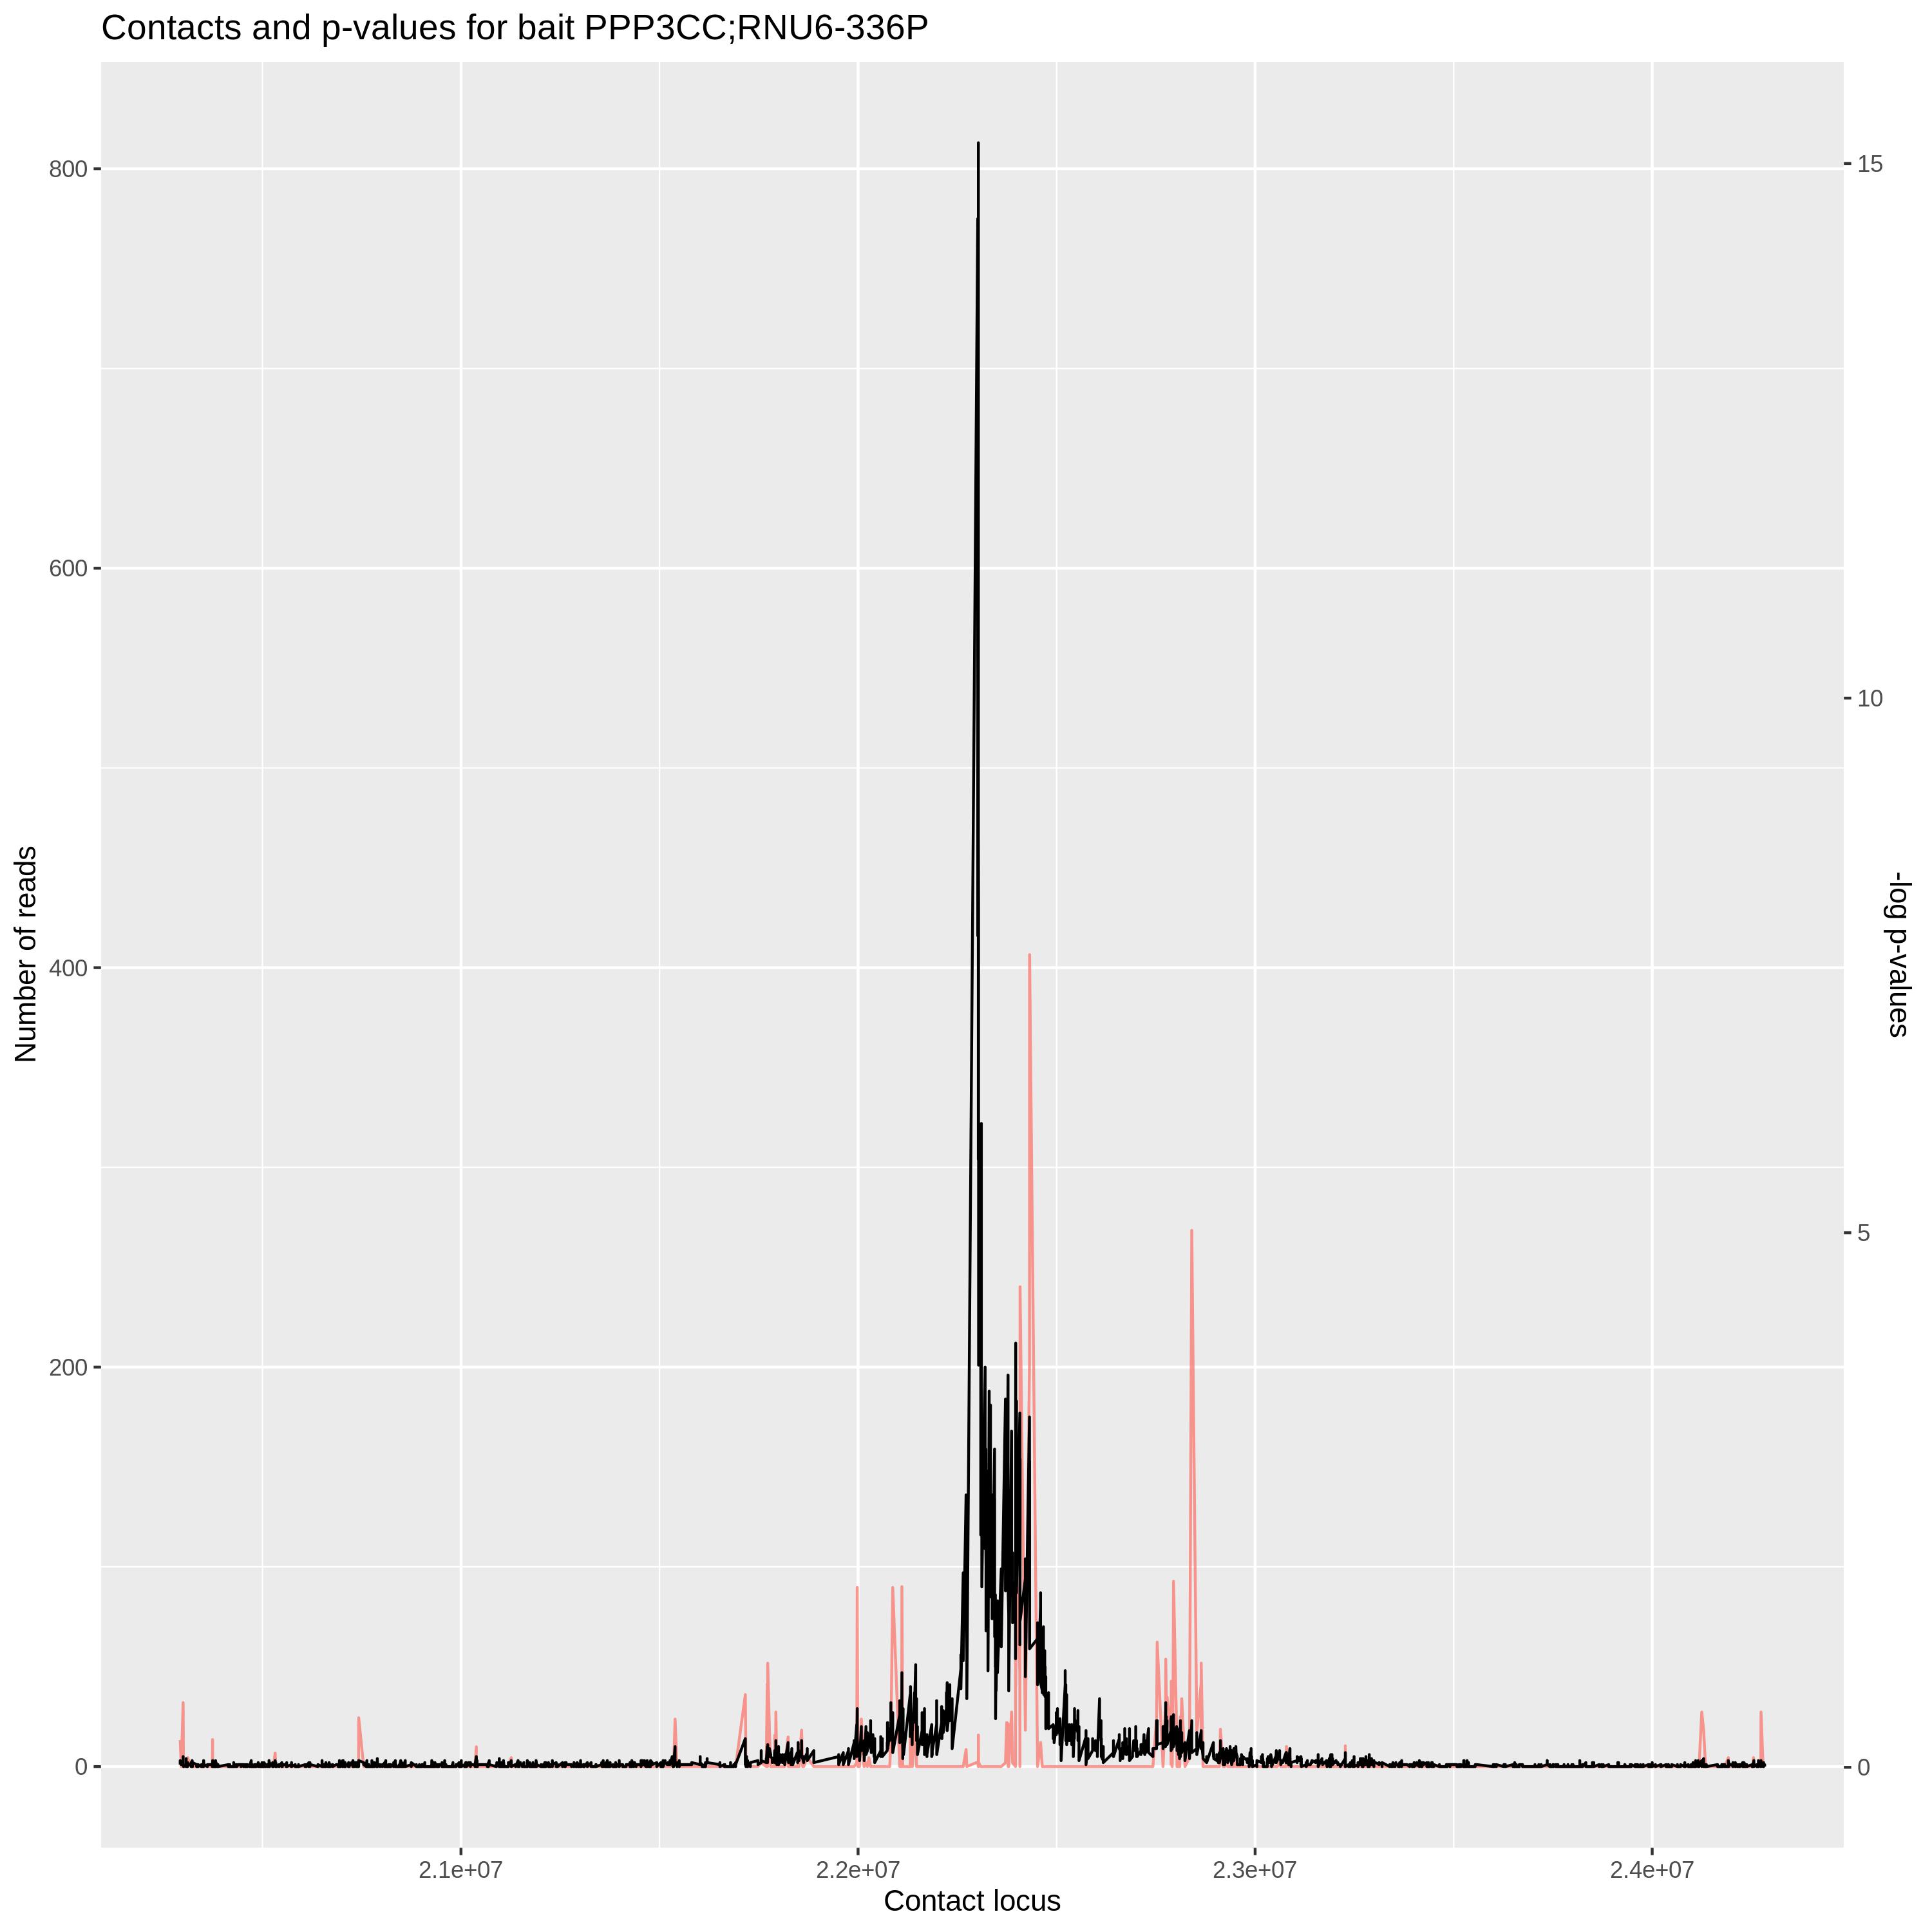 Contacts and p-values for bait PPP3CC;RNU6-336P
800
600
400
200
0
Number of reads
15
10
5
0
-log p-values
2.1e+07
2.2e+07
2.3e+07
2.4e+07
Contact locus